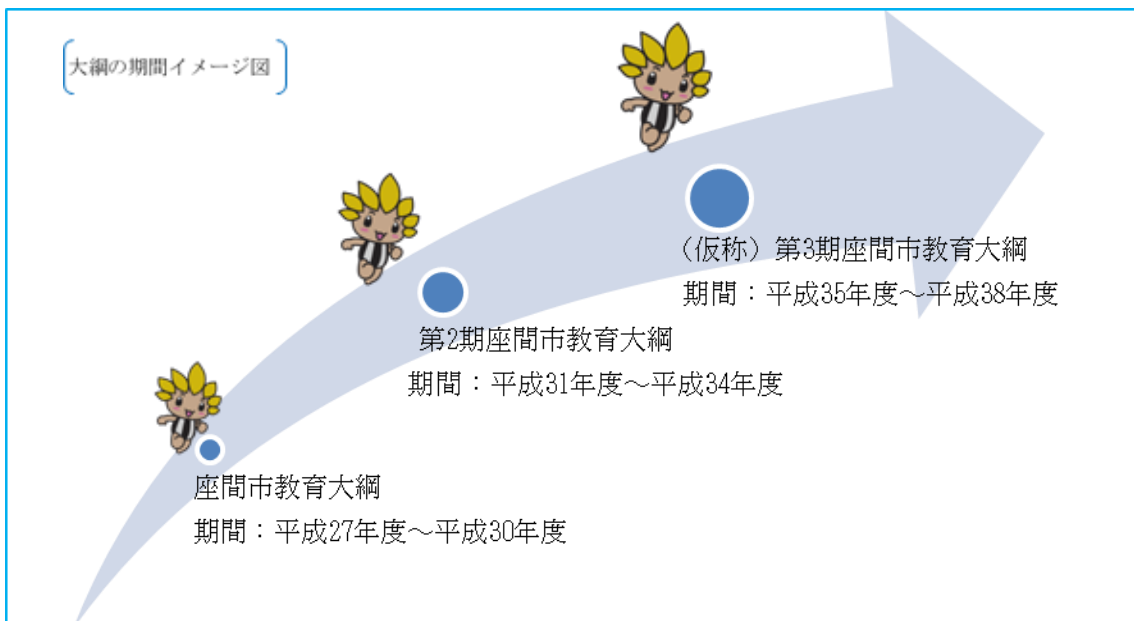 大綱の期間イメージ図
（仮称）第3期座間市教育大綱
期間：平成35年度～平成38年度
第2期座間市教育大綱
期間：平成31年度～平成34年度
座間市教育大綱
期間：平成27年度～平成30年度